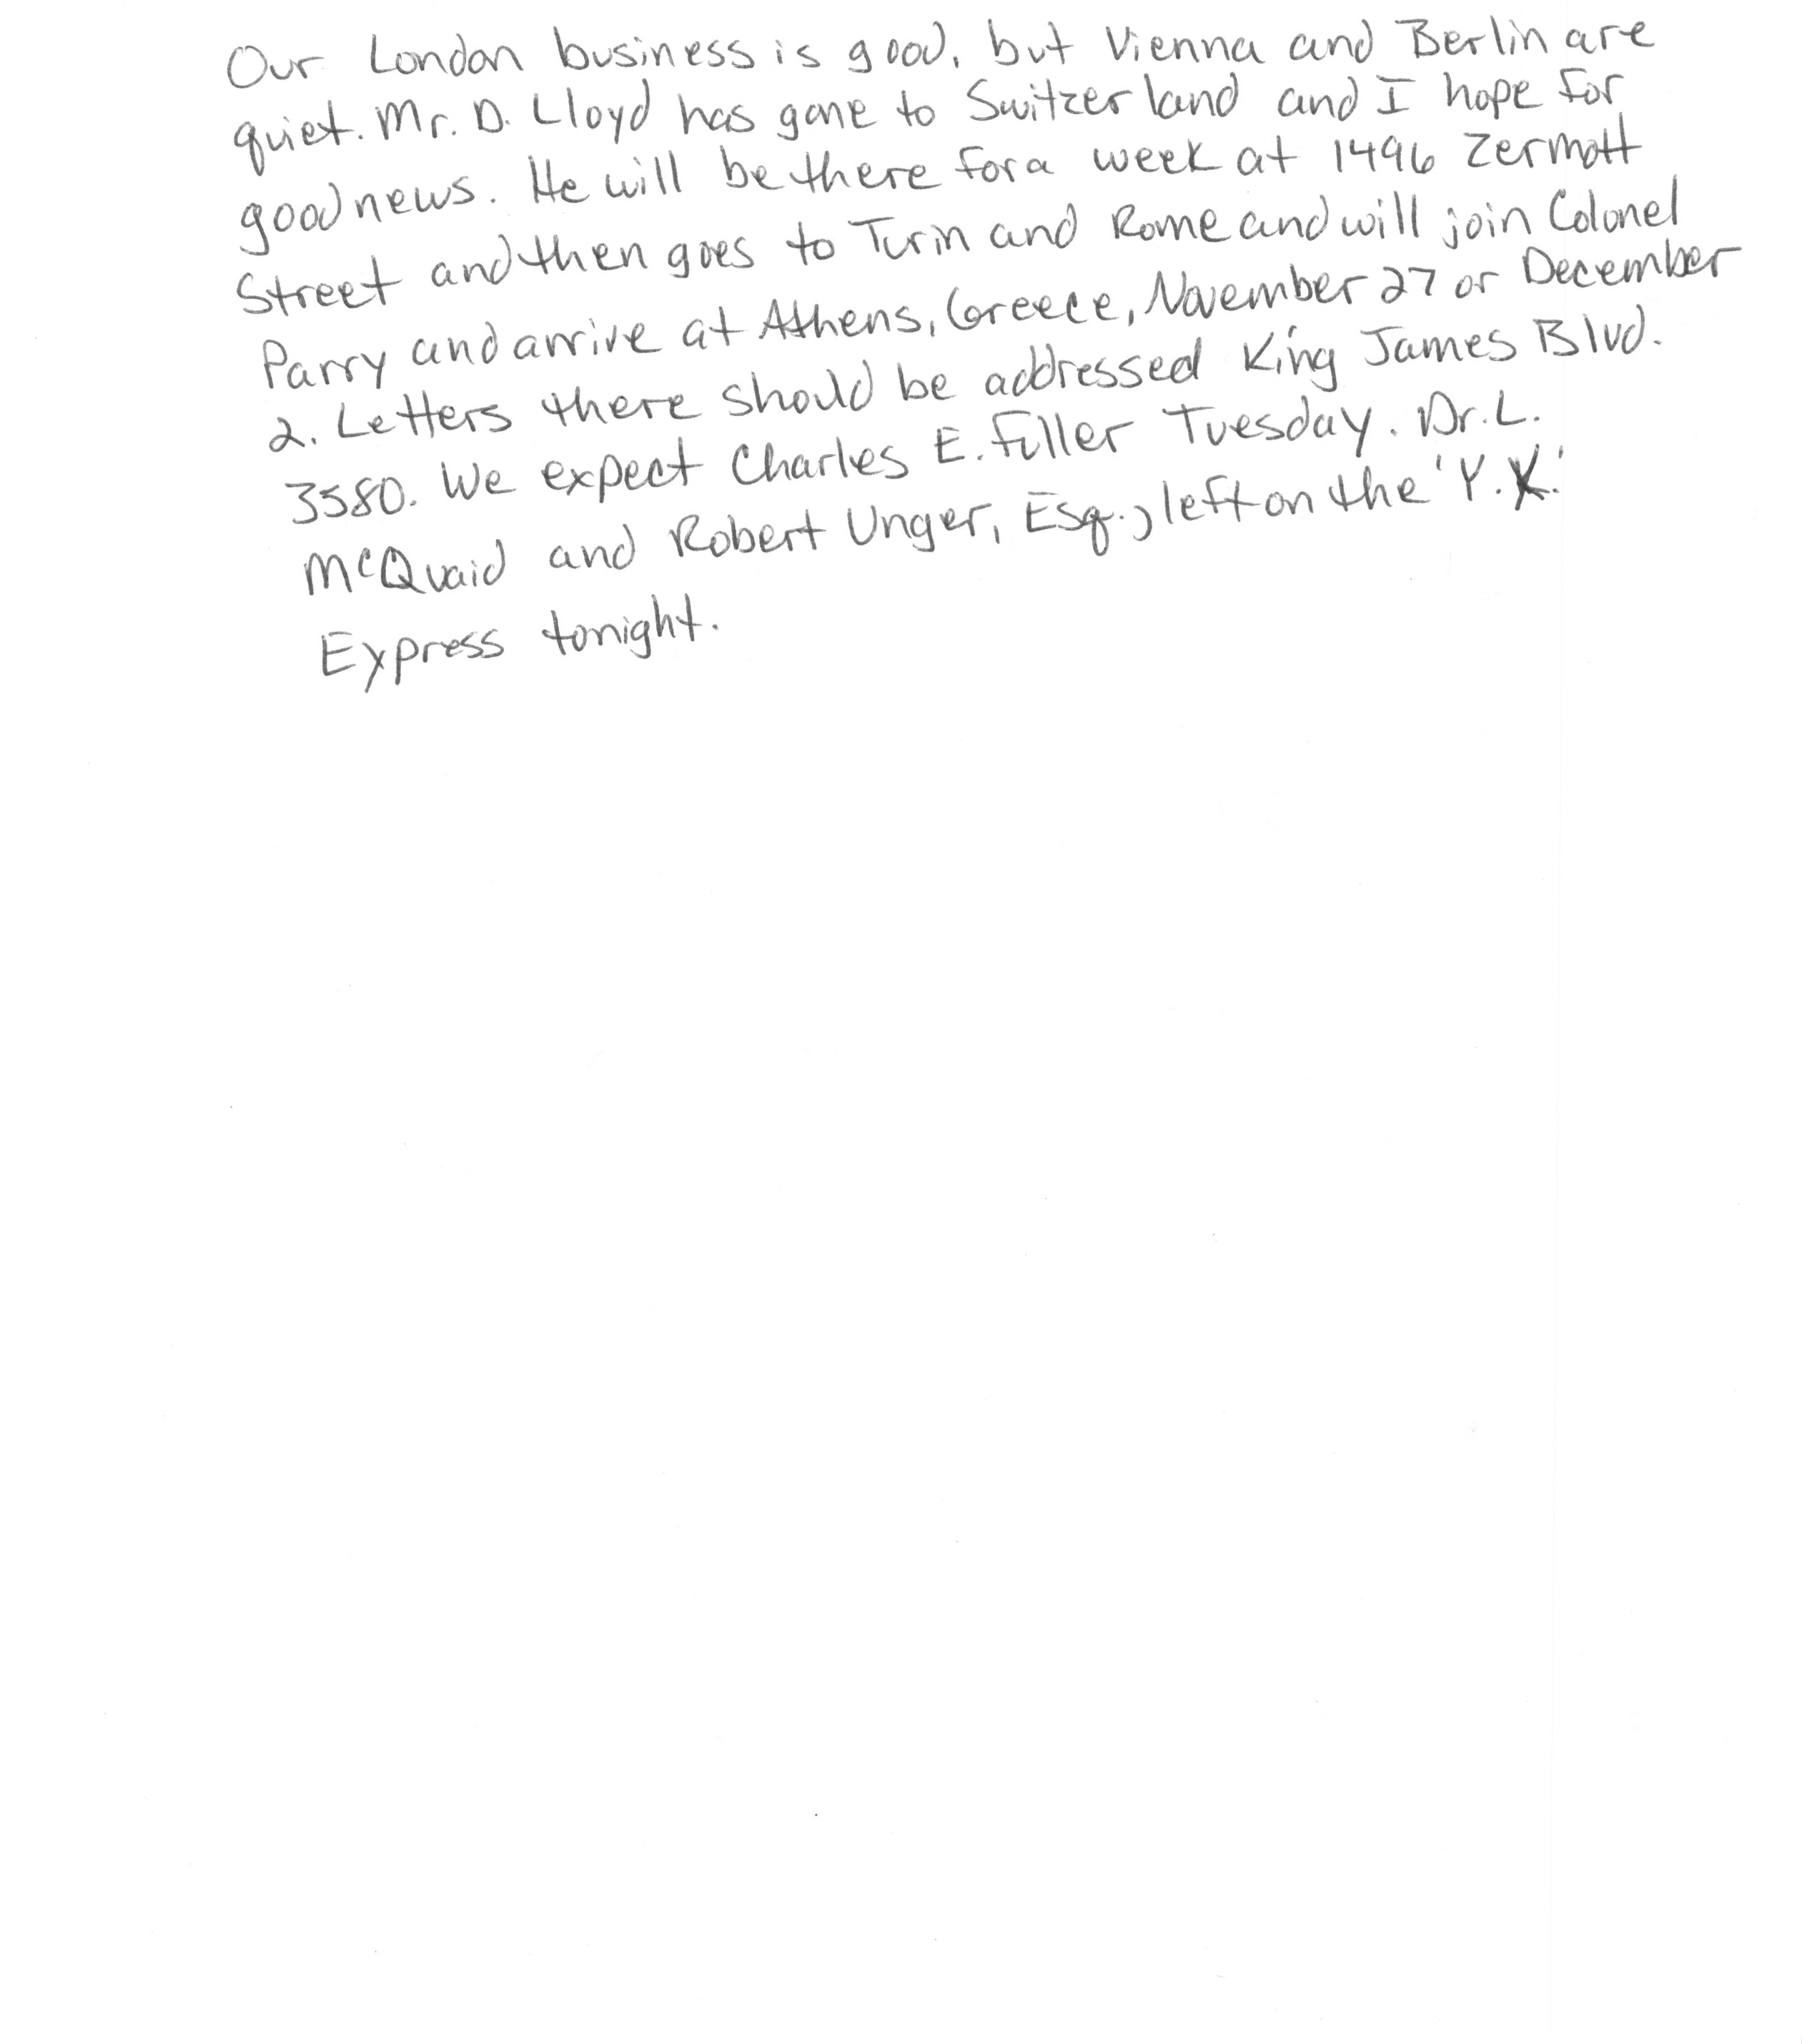 Our London business is good, but Vienna and Berlin are
quiet. Mr. D. Lloyd has gone to Switzerland and I hope for
good news. He will be there for a week at 1496 Zermott
Street and then goes to Turin and Rome and will join Colonel
Parry and arrive at Athens, Greece, November 27 or December
2. Letters there should be addressed King James Blvd.
3580. We expect Charles E. Fuller Tuesday. Dr. L.
McQuaid and Robert Unger, Esq., left on the 'Y.X.'
Express tonight.